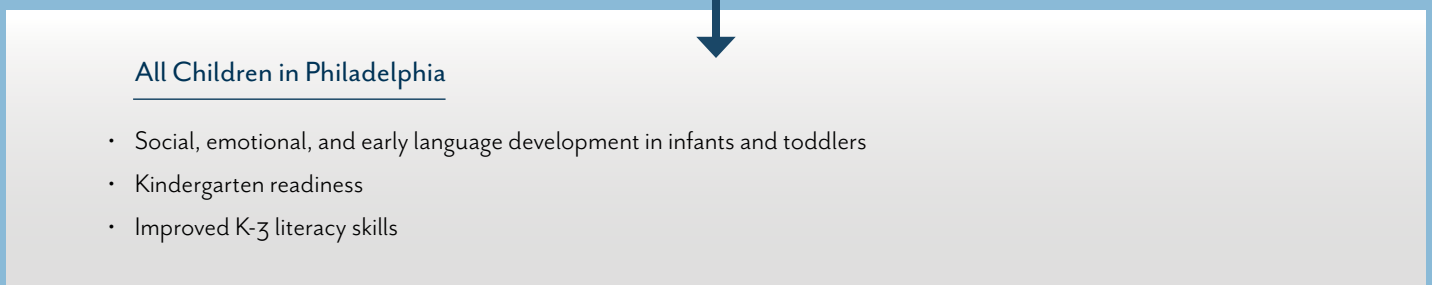 All Children in Philadelphia
• Social, emotional, and early language development in infants and toddlers
• Kindergarten readiness
• Improved K-3 literacy skills